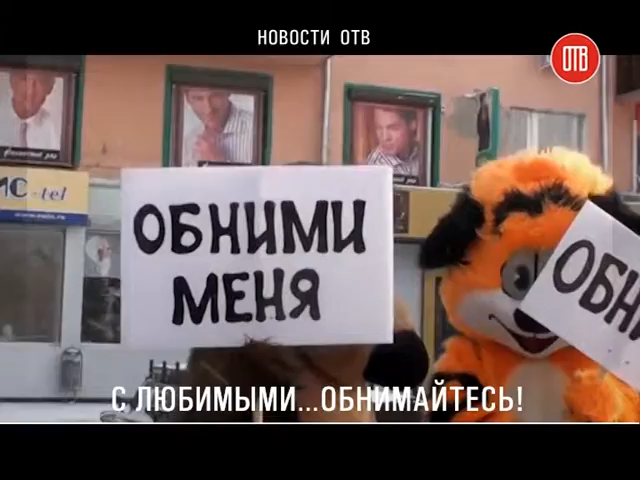 НОВОСТИ ОТВ
ОТВ
ОБНИМИ
МЕНЯ
ОБНИ
С ЛЮБИМЫМИ...ОБНИМАЙТЕСЬ!